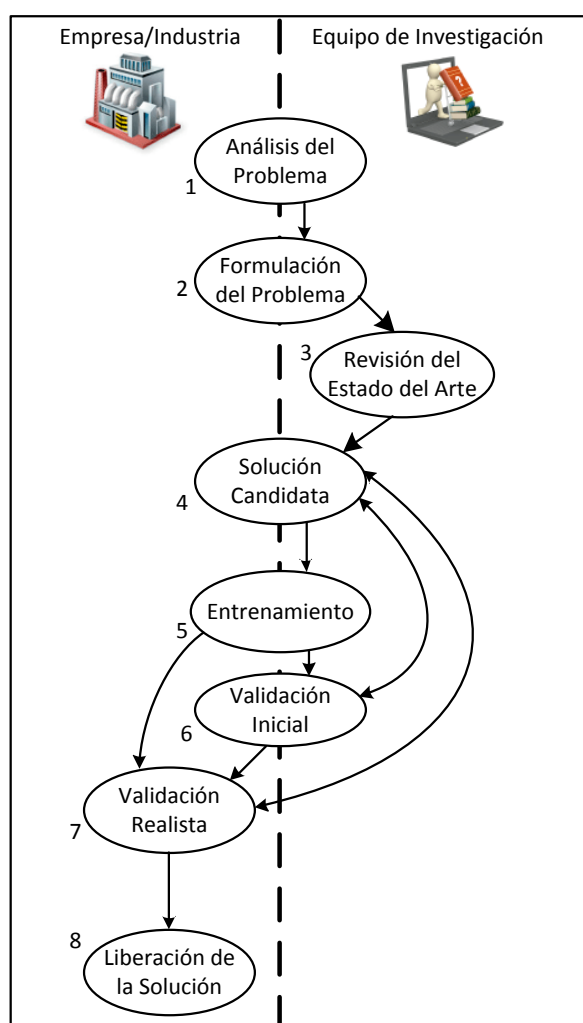 Empresa/Industria
Equipo de Investigación
?
Análisis del
Problema
1
Formulación
del Problema
2
3
Revisión del
Estado del Arte
Solución
Candidata
4
Entrenamiento
5
Validación
Inicial
6
Validación
Realista
7
8
Liberación de
la Solución